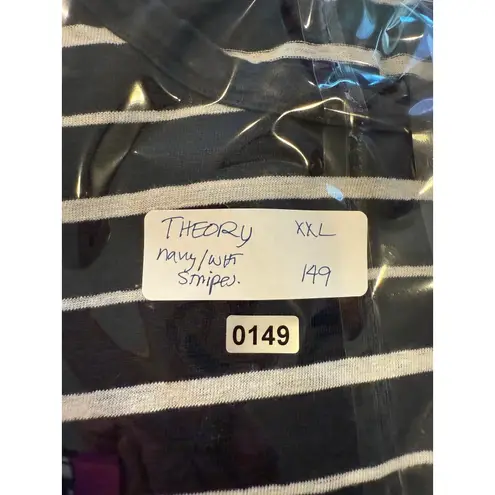 THEORY XXL
navy/wht
stripes. 149
0149